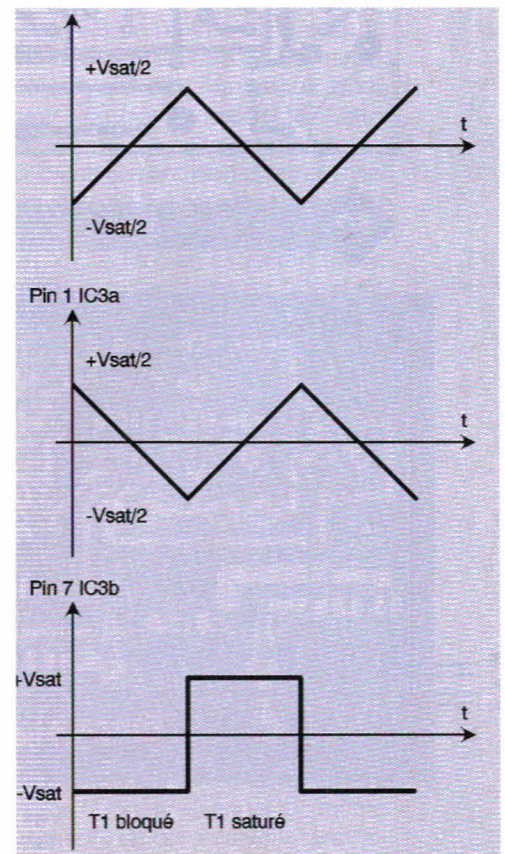 +Vsat/2
t
-Vsat/2
Pin 1 IC3a
+Vsat/2
t
-Vsat/2
Pin 7 IC3b
+Vsat
t
-Vsat
T1 bloqué T1 saturé